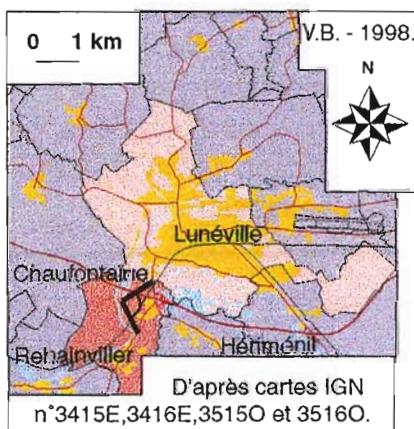 0 1 km
V.B. - 1998.
N
Lunéville
Chaufontaine
Rehainviller
Hériménil
D'après cartes IGN
n°3415E,3416E,3515O et 3516O.